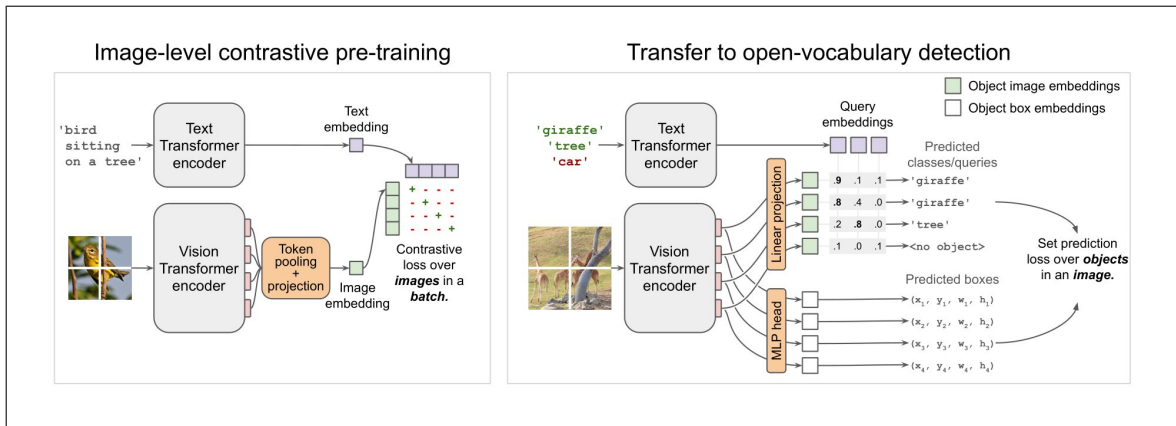 Image-level contrastive pre-training
'bird
sitting
on a tree'
Text
Transformer
encoder
Text
embedding
Vision
Transformer
encoder
Token
pooling
+
projection
Image
embedding
+ - - -
- + - -
- - + -
- - - +
Contrastive
loss over
images in a
batch.
Transfer to open-vocabulary detection
Object image embeddings
Object box embeddings
'giraffe'
'tree'
'car'
Text
Transformer
encoder
Query
embeddings
Vision
Transformer
encoder
Linear projection
MLP head
Predicted
classes/queries
.9 .1 .1 'giraffe'
.8 .4 .0 'giraffe'
.2 .8 .0 'tree'
.1 .0 .1 <no object>
Predicted boxes
(x₁, y₁, w₁, h₁)
(x₂, y₂, w₂, h₂)
(x₃, y₃, w₃, h₃)
(x₄, y₄, w₄, h₄)
Set prediction
loss over objects
in an image.